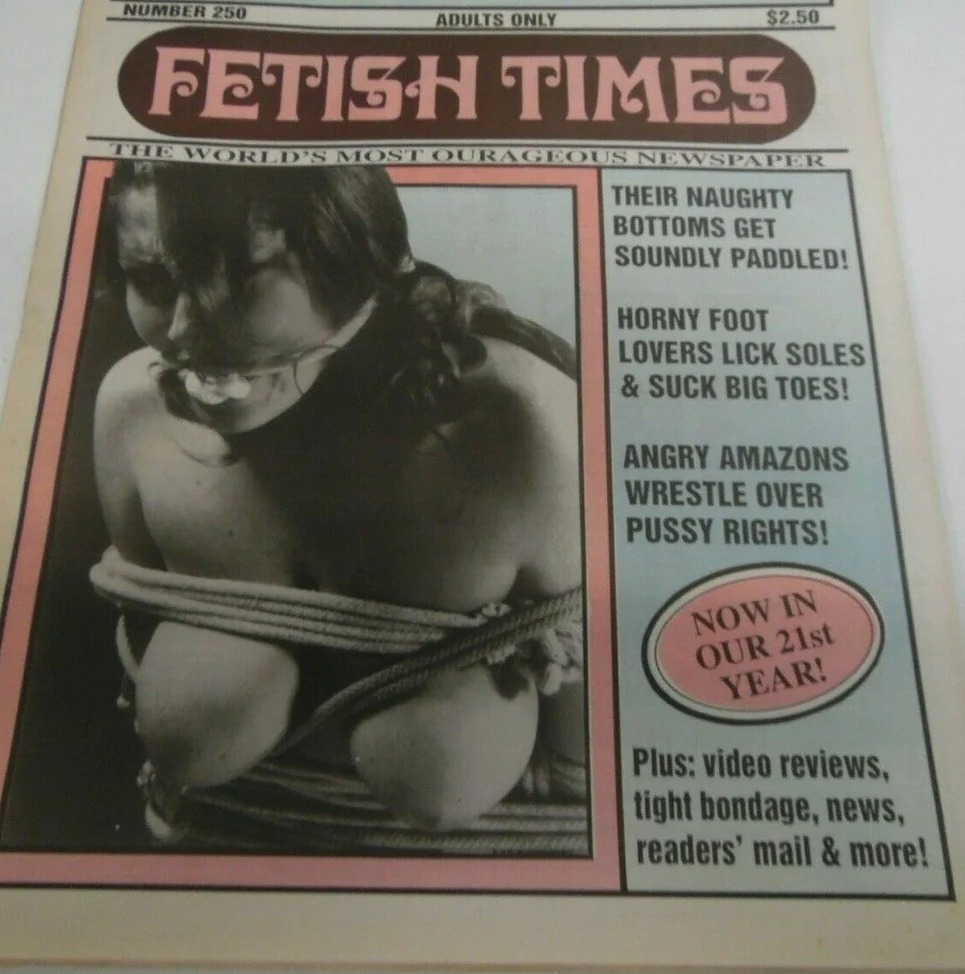 NUMBER 250
ADULTS ONLY
$2.50
FETISH TIMES
THE WORLD'S MOST OURAGEOUS NEWSPAPER
THEIR NAUGHTY
BOTTOMS GET
SOUNDLY PADDLED!
HORNY FOOT
LOVERS LICK SOLES
& SUCK BIG TOES!
ANGRY AMAZONS
WRESTLE OVER
PUSSY RIGHTS!
NOW IN
OUR 21st
YEAR!
Plus: video reviews,
tight bondage, news,
readers' mail & more!